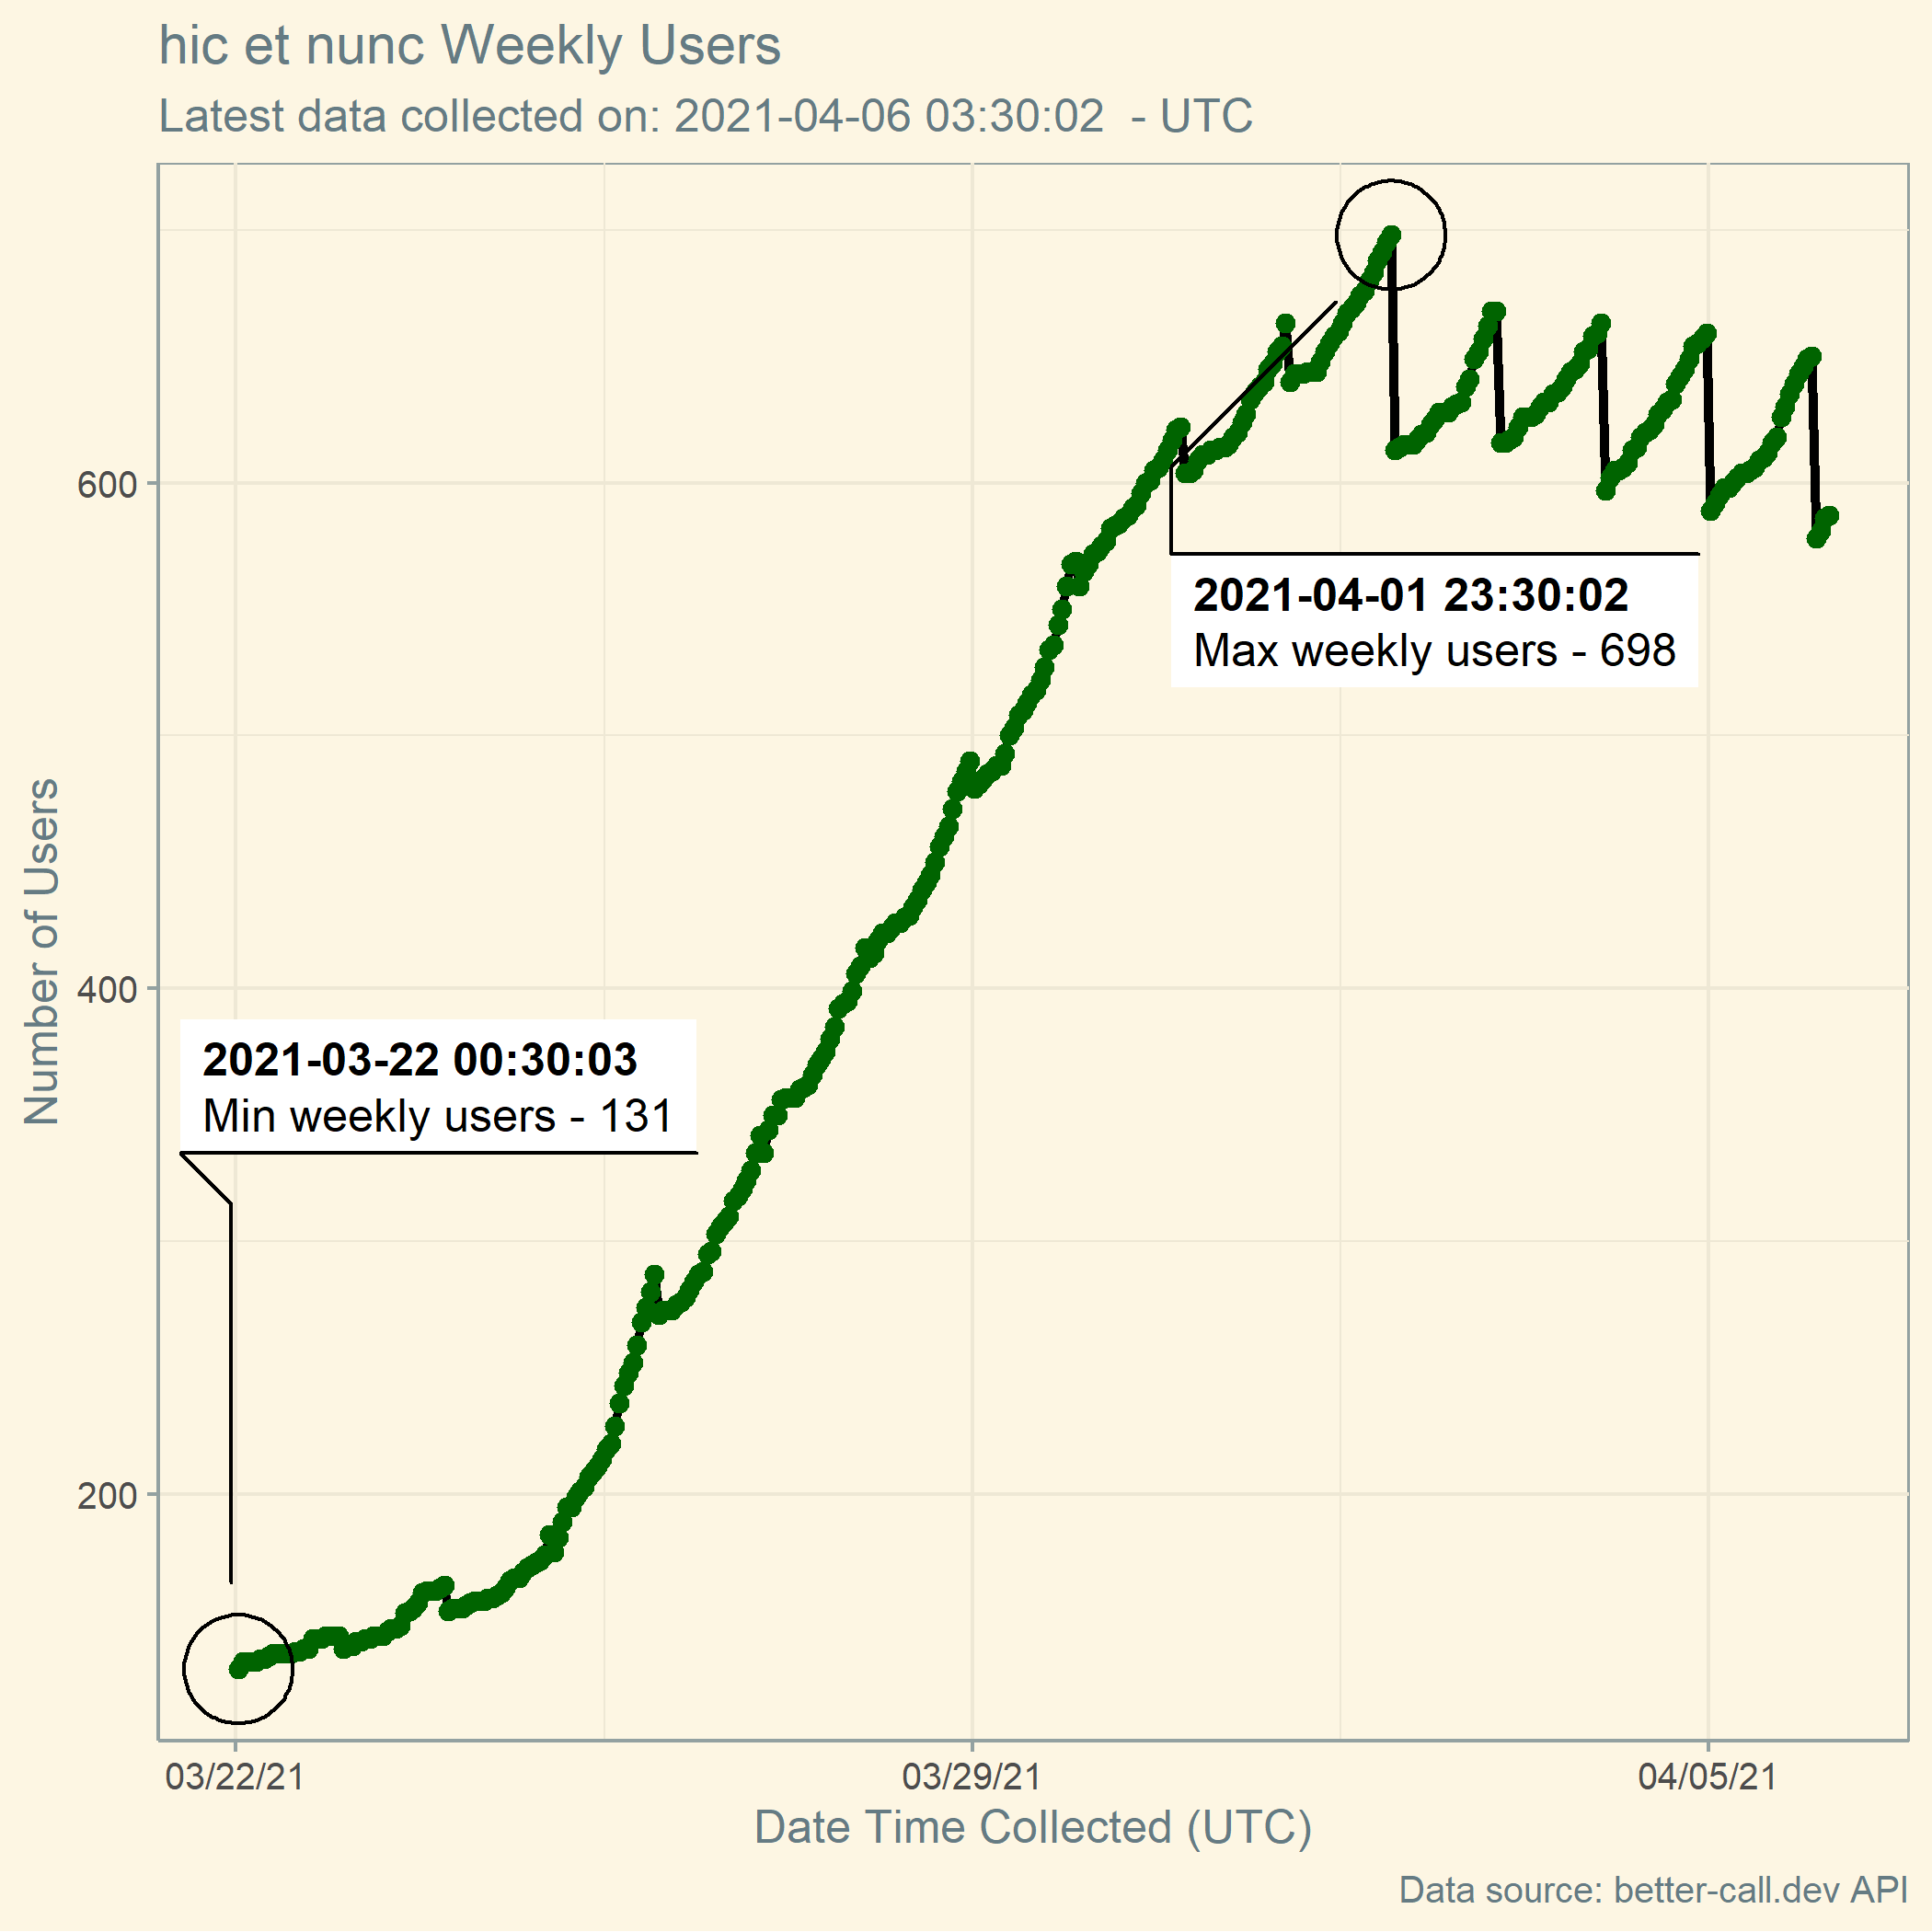 hic et nunc Weekly Users
Latest data collected on: 2021-04-06 03:30:02  - UTC
Number of Users
600
400
200
2021-04-01 23:30:02
Max weekly users - 698
2021-03-22 00:30:03
Min weekly users - 131
03/22/21
03/29/21
04/05/21
Date Time Collected (UTC)
Data source: better-call.dev API